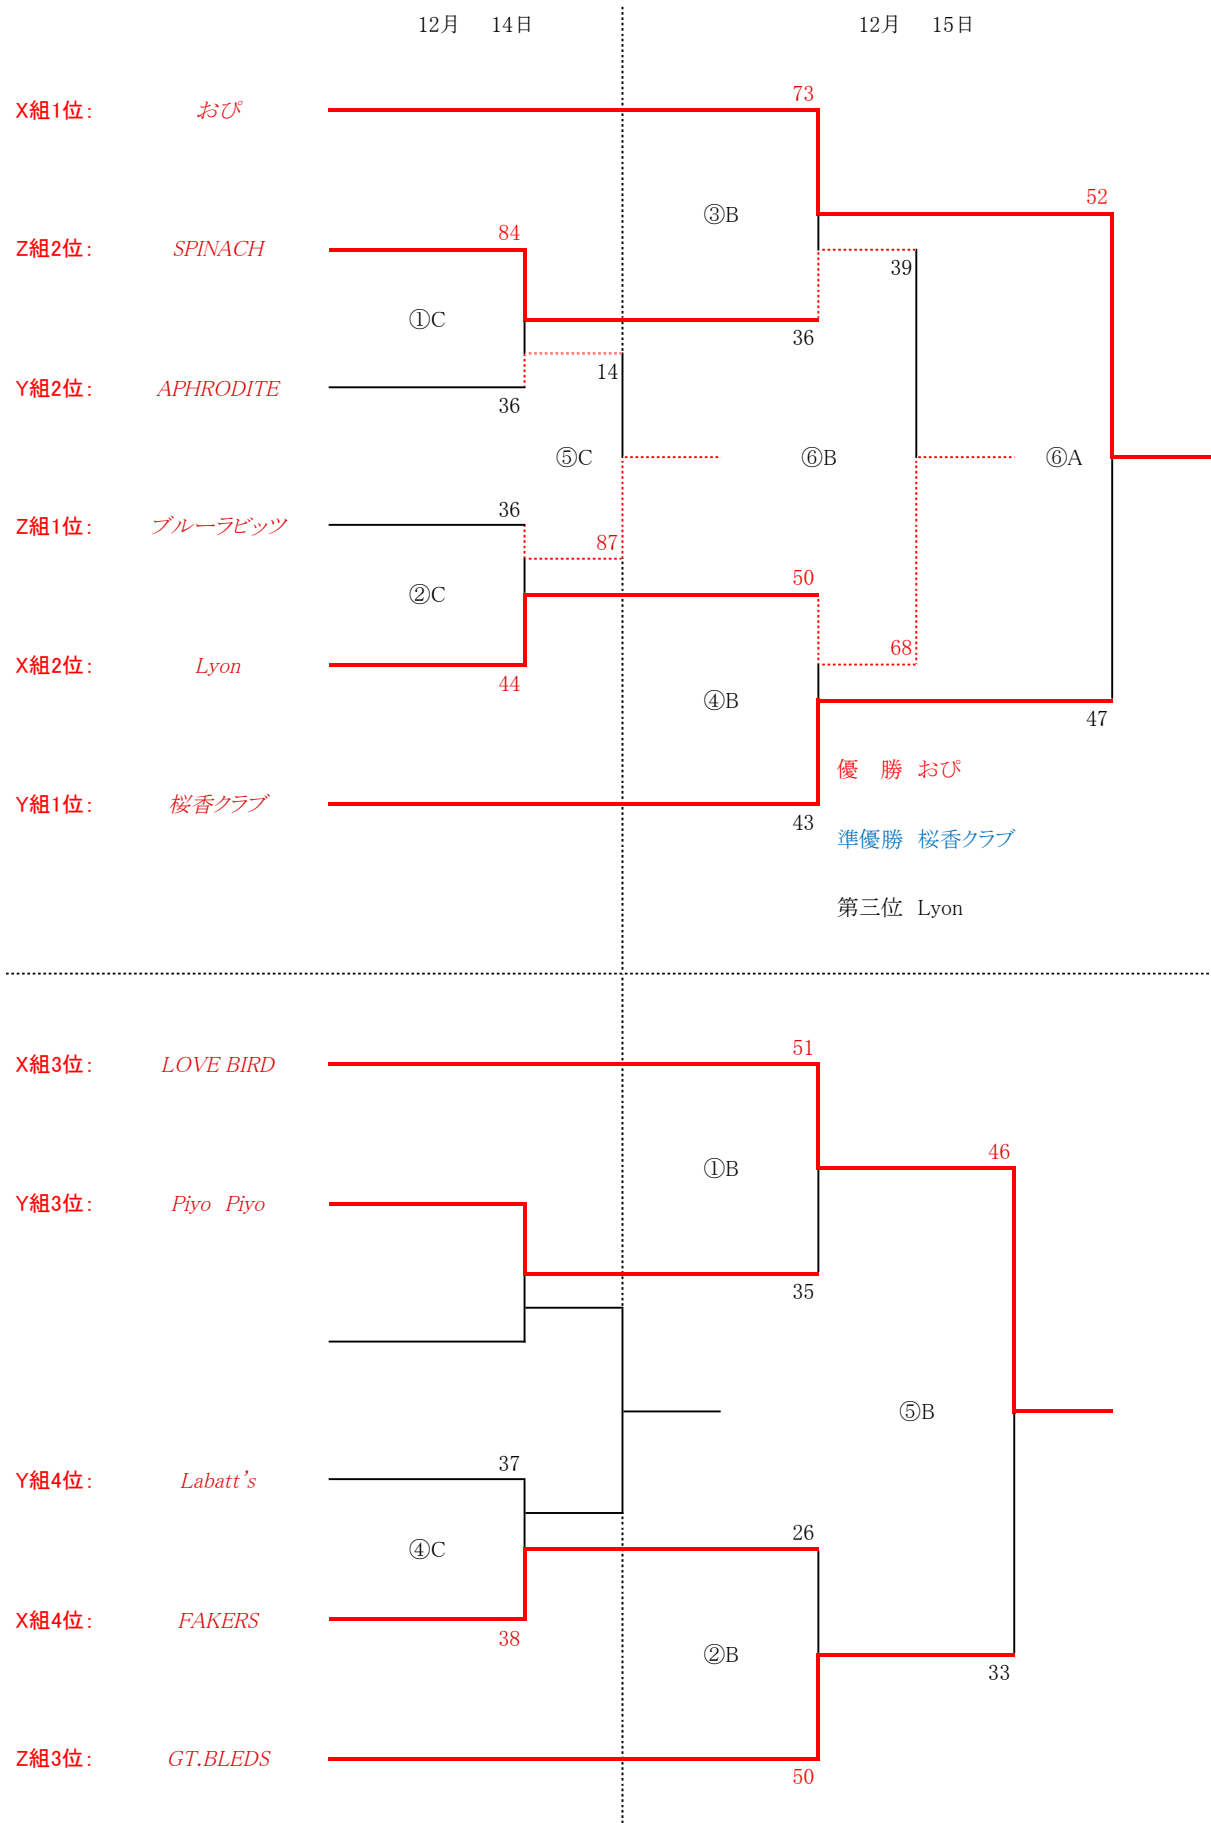 12月 14日 12月 15日
73
X組1位： おぴ
52
③B
84
Z組2位： SPINACH
39
①C
36
14
Y組2位： APHRODITE
36
⑤C ⑥B ⑥A
36
Z組1位： ブルーラビッツ
87
50
②C
68
X組2位： Lyon
44
④B
47
優　勝 おぴ
Y組1位： 桜香クラブ
43
準優勝 桜香クラブ
第三位 Lyon
51
X組3位： LOVE BIRD
46
①B
Y組3位： Piyo Piyo
35
⑤B
37
Y組4位： Labatt's
26
④C
X組4位： FAKERS
38
②B
33
Z組3位： GT.BLEDS
50